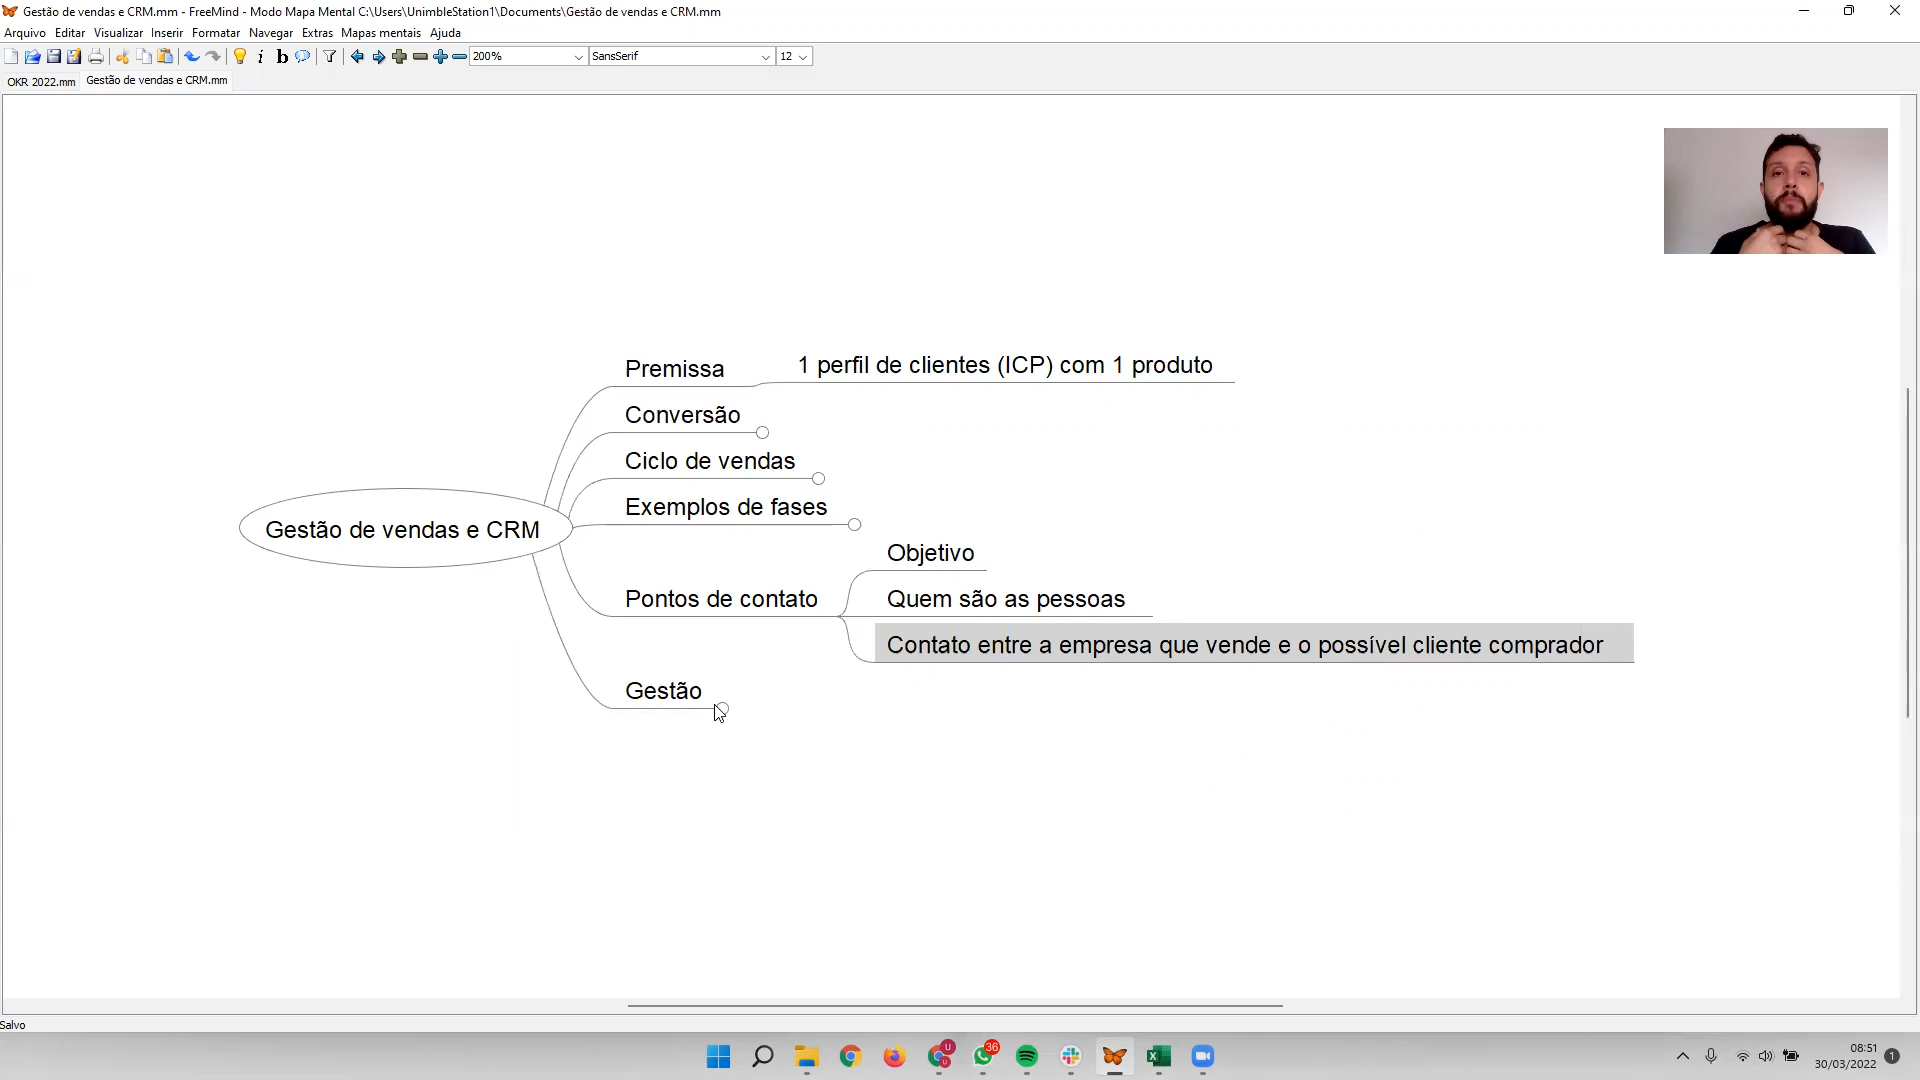 Gestão de vendas e CRM.mm - FreeMind - Modo Mapa Mental C:\Users\UnimbleStation1\Documents\Gestão de vendas e CRM.mm
Arquivo Editar Visualizar Inserir Formatar Navegar Extras Mapas mentais Ajuda
200% SansSerif 12
OKR 2022.mm Gestão de vendas e CRM.mm
Premissa 1 perfil de clientes (ICP) com 1 produto
Conversão
Ciclo de vendas
Exemplos de fases
Gestão de vendas e CRM
Objetivo
Pontos de contato Quem são as pessoas
Contato entre a empresa que vende e o possível cliente comprador
Gestão
Salvo
U
U
36
08:51
30/03/2022
1